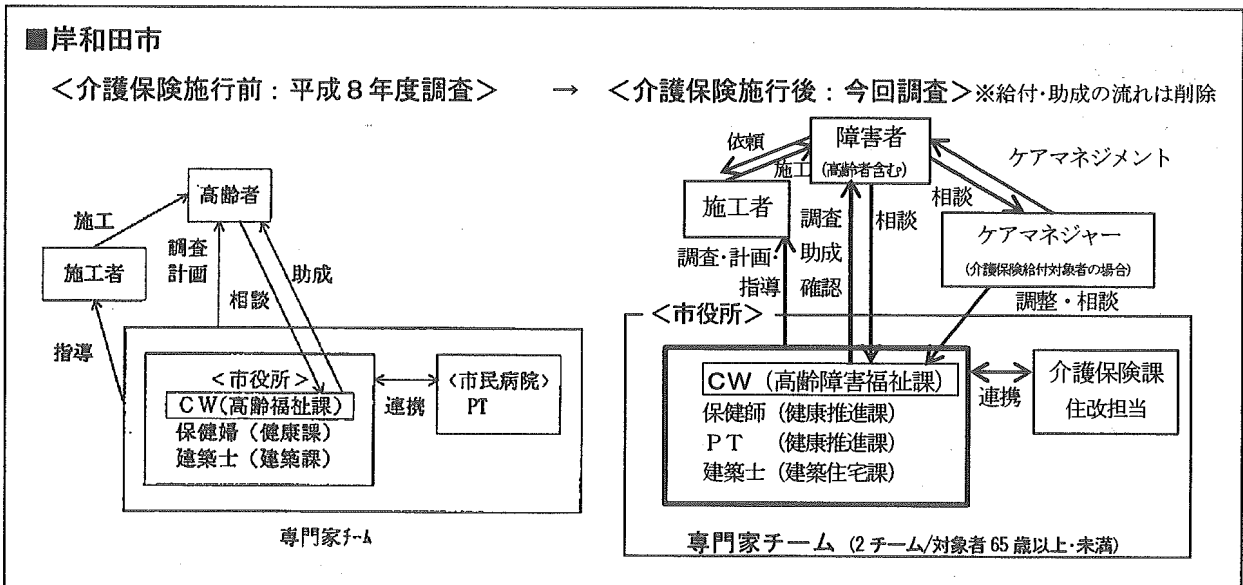 ■岸和田市
＜介護保険施行前：平成８年度調査＞　→　＜介護保険施行後：今回調査＞※給付・助成の流れは削除
高齢者
施工
施工者
調査
計画
相談
助成
指導
＜市役所＞
ＣＷ(高齢福祉課)
保健婦（健康課）
建築士（建築課）
連携
＜市民病院＞
PT
専門家ﾁｰﾑ
依頼
施工
障害者
(高齢者含む)
ケアマネジメント
施工者
調査
助成
確認
相談
相談
ケアマネジャー
(介護保険給付対象者の場合)
調査・計画・
指導
調整・相談
＜市役所＞
ＣＷ（高齢障害福祉課）
保健師（健康推進課）
ＰＴ　（健康推進課）
建築士（建築住宅課）
連携
介護保険課
住改担当
専門家チーム（2 チーム/対象者 65 歳以上・未満）